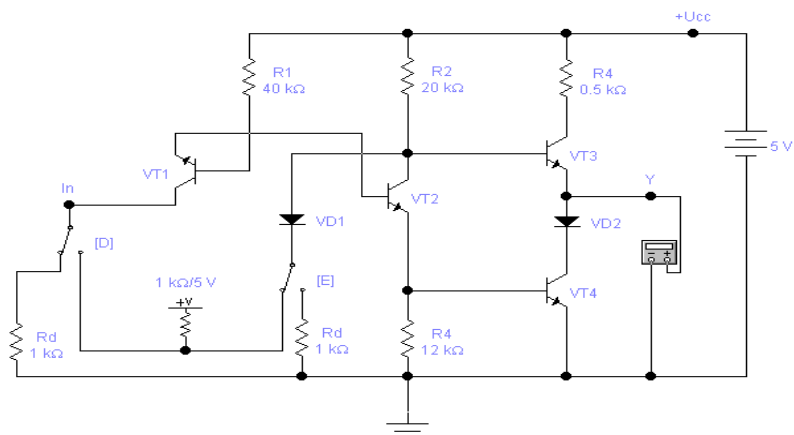 +Ucc
R1
40 kΩ
R2
20 kΩ
R4
0.5 kΩ
5 V
VT1
VT3
In
VT2
Y
VD1
VD2
[D]
[E]
1 kΩ/5 V
+V
VT4
Rd
1 kΩ
Rd
1 kΩ
R4
12 kΩ
- +